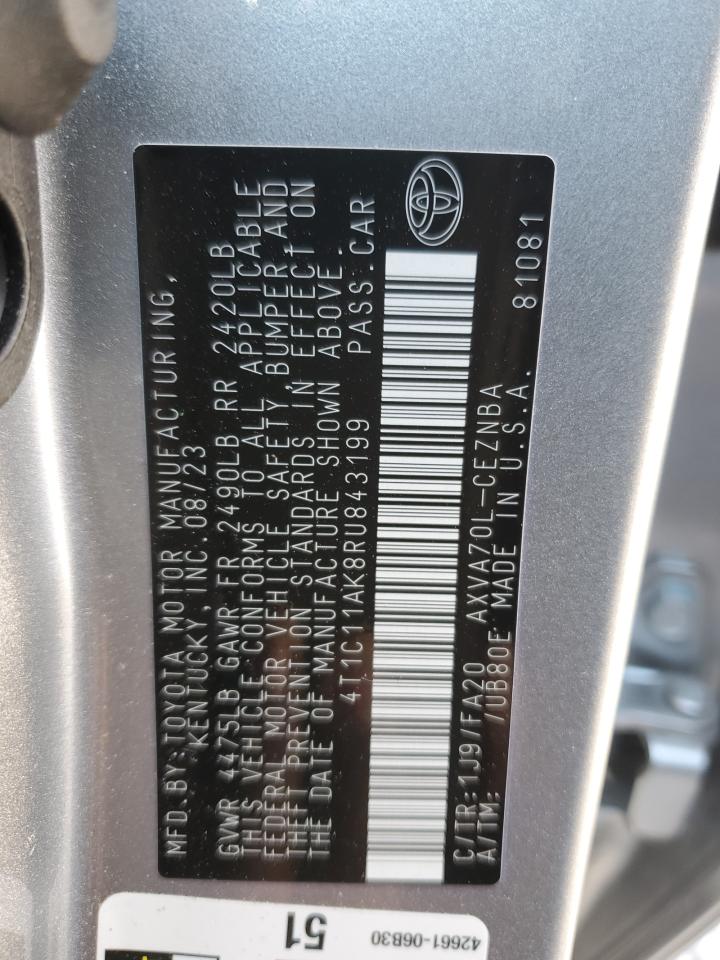 MFD.BY:TOYOTA MOTOR MANUFACTURING,
KENTUCKY, INC.08/23
GVWR 4475LB GAWR FR 2490LB RR 2420LB
THIS VEHICLE CONFORMS TO ALL APPLICABLE
FEDERAL MOTOR VEHICLE SAFETY, BUMPER, AND
THEFT PREVENTION STANDARDS IN EFFECT ON
THE DATE OF MANUFACTURE SHOWN ABOVE.
4T1C11AK8RU843199 PASS.CAR
C/TR:1J9/FA20 AXVA70L-CEZNBA 81081
A/TM: /UB80E MADE IN U.S.A.
51
42661-06B30